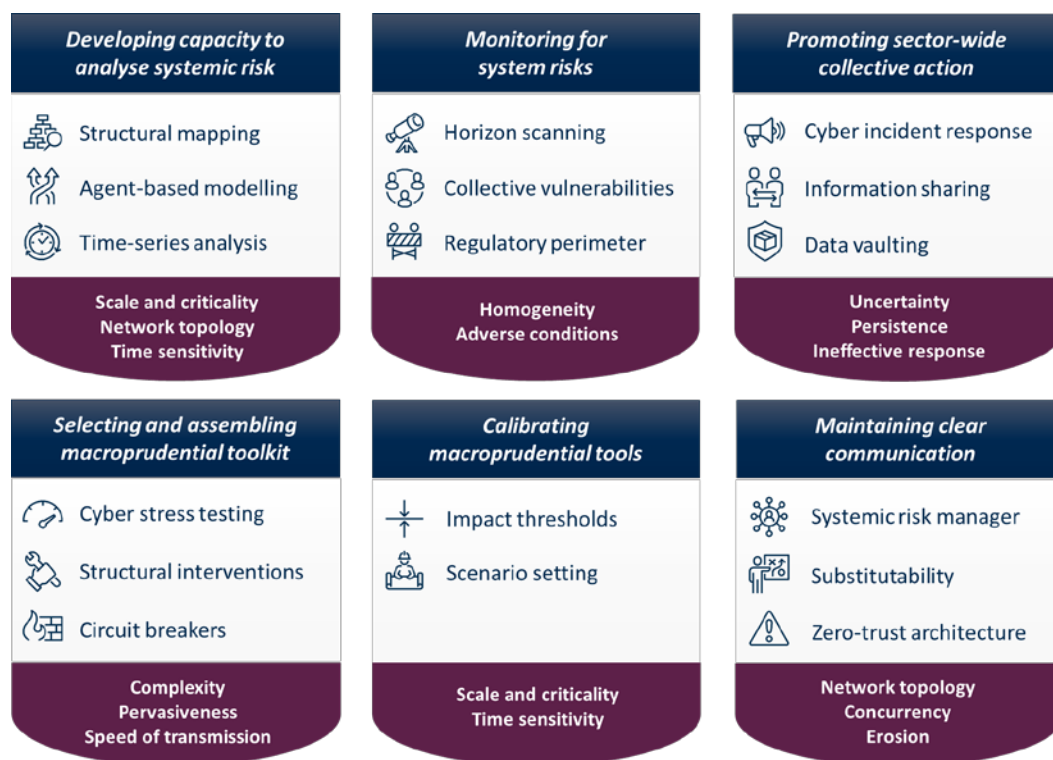 Developing capacity to
analyse systemic risk
Structural mapping
Agent-based modelling
Time-series analysis
Scale and criticality
Network topology
Time sensitivity
Monitoring for
system risks
Horizon scanning
Collective vulnerabilities
Regulatory perimeter
Homogeneity
Adverse conditions
Promoting sector-wide
collective action
Cyber incident response
Information sharing
Data vaulting
Uncertainty
Persistence
Ineffective response
Selecting and assembling
macroprudential toolkit
Cyber stress testing
Structural interventions
Circuit breakers
Complexity
Pervasiveness
Speed of transmission
Calibrating
macroprudential tools
Impact thresholds
Scenario setting
Scale and criticality
Time sensitivity
Maintaining clear
communication
Systemic risk manager
Substitutability
Zero-trust architecture
Network topology
Concurrency
Erosion